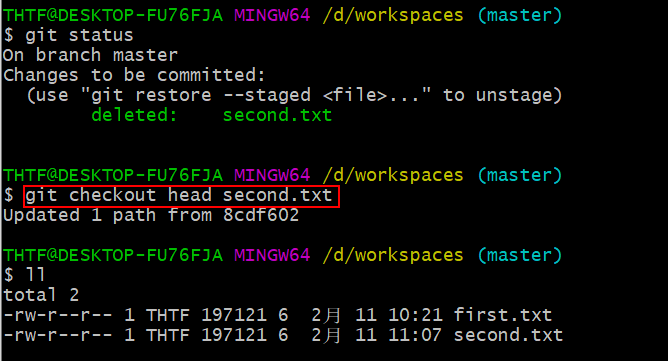 THTF@DESKTOP-FU76FJA MINGW64 /d/workspaces (master)
$ git status
On branch master
Changes to be committed:
  (use "git restore --staged <file>..." to unstage)
        deleted:    second.txt
THTF@DESKTOP-FU76FJA MINGW64 /d/workspaces (master)
$ git checkout head second.txt
Updated 1 path from 8cdf602
THTF@DESKTOP-FU76FJA MINGW64 /d/workspaces (master)
$ ll
total 2
-rw-r--r-- 1 THTF 197121 6  2月 11 10:21 first.txt
-rw-r--r-- 1 THTF 197121 6  2月 11 11:07 second.txt